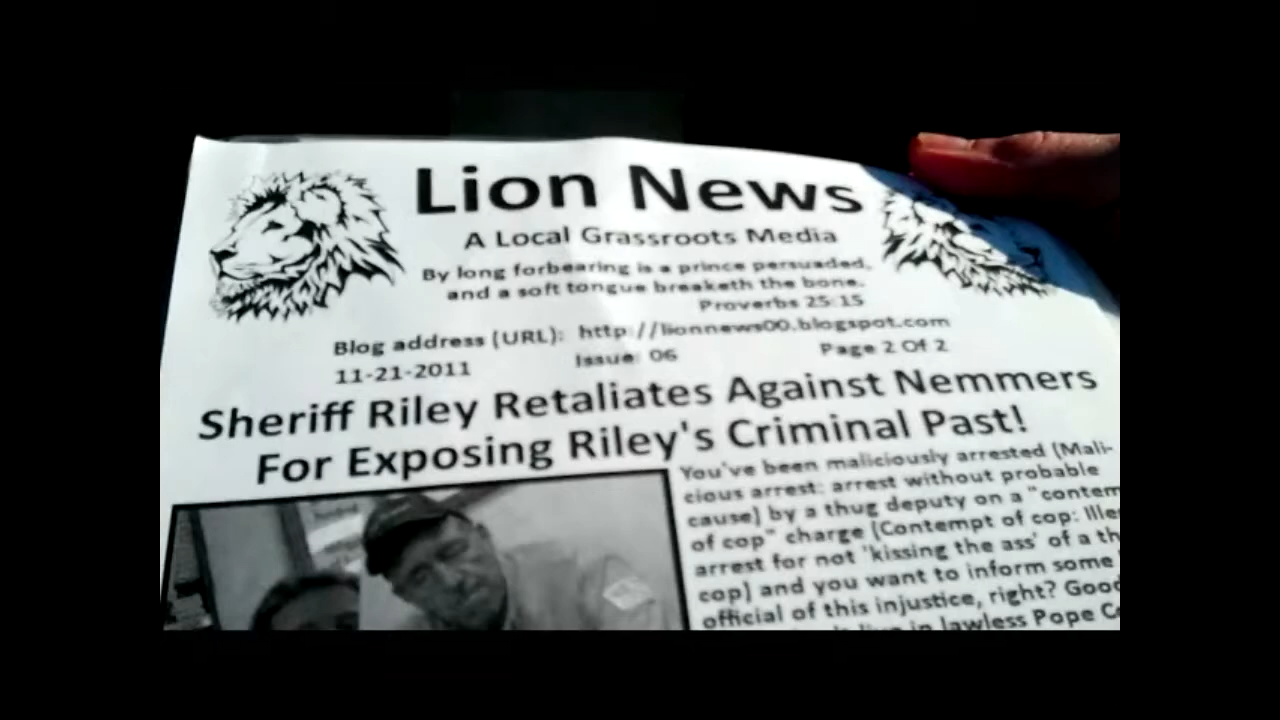 Lion News
A Local Grassroots Media
By long forbearing is a prince persuaded,
and a soft tongue breaketh the bone.
Proverbs 25:15
Blog address (URL): http://lionnews00.blogspot.com
11-21-2011 Issue: 06 Page 2 Of 2
Sheriff Riley Retaliates Against Nemmers
For Exposing Riley's Criminal Past!
You've been maliciously arrested (Mali-
cious arrest: arrest without probable
cause) by a thug deputy on a "contem
of cop" charge (Contempt of cop: Ille
arrest for not 'kissing the ass' of a th
cop) and you want to inform some
official of this injustice, right? Good
live in lawless Pope C